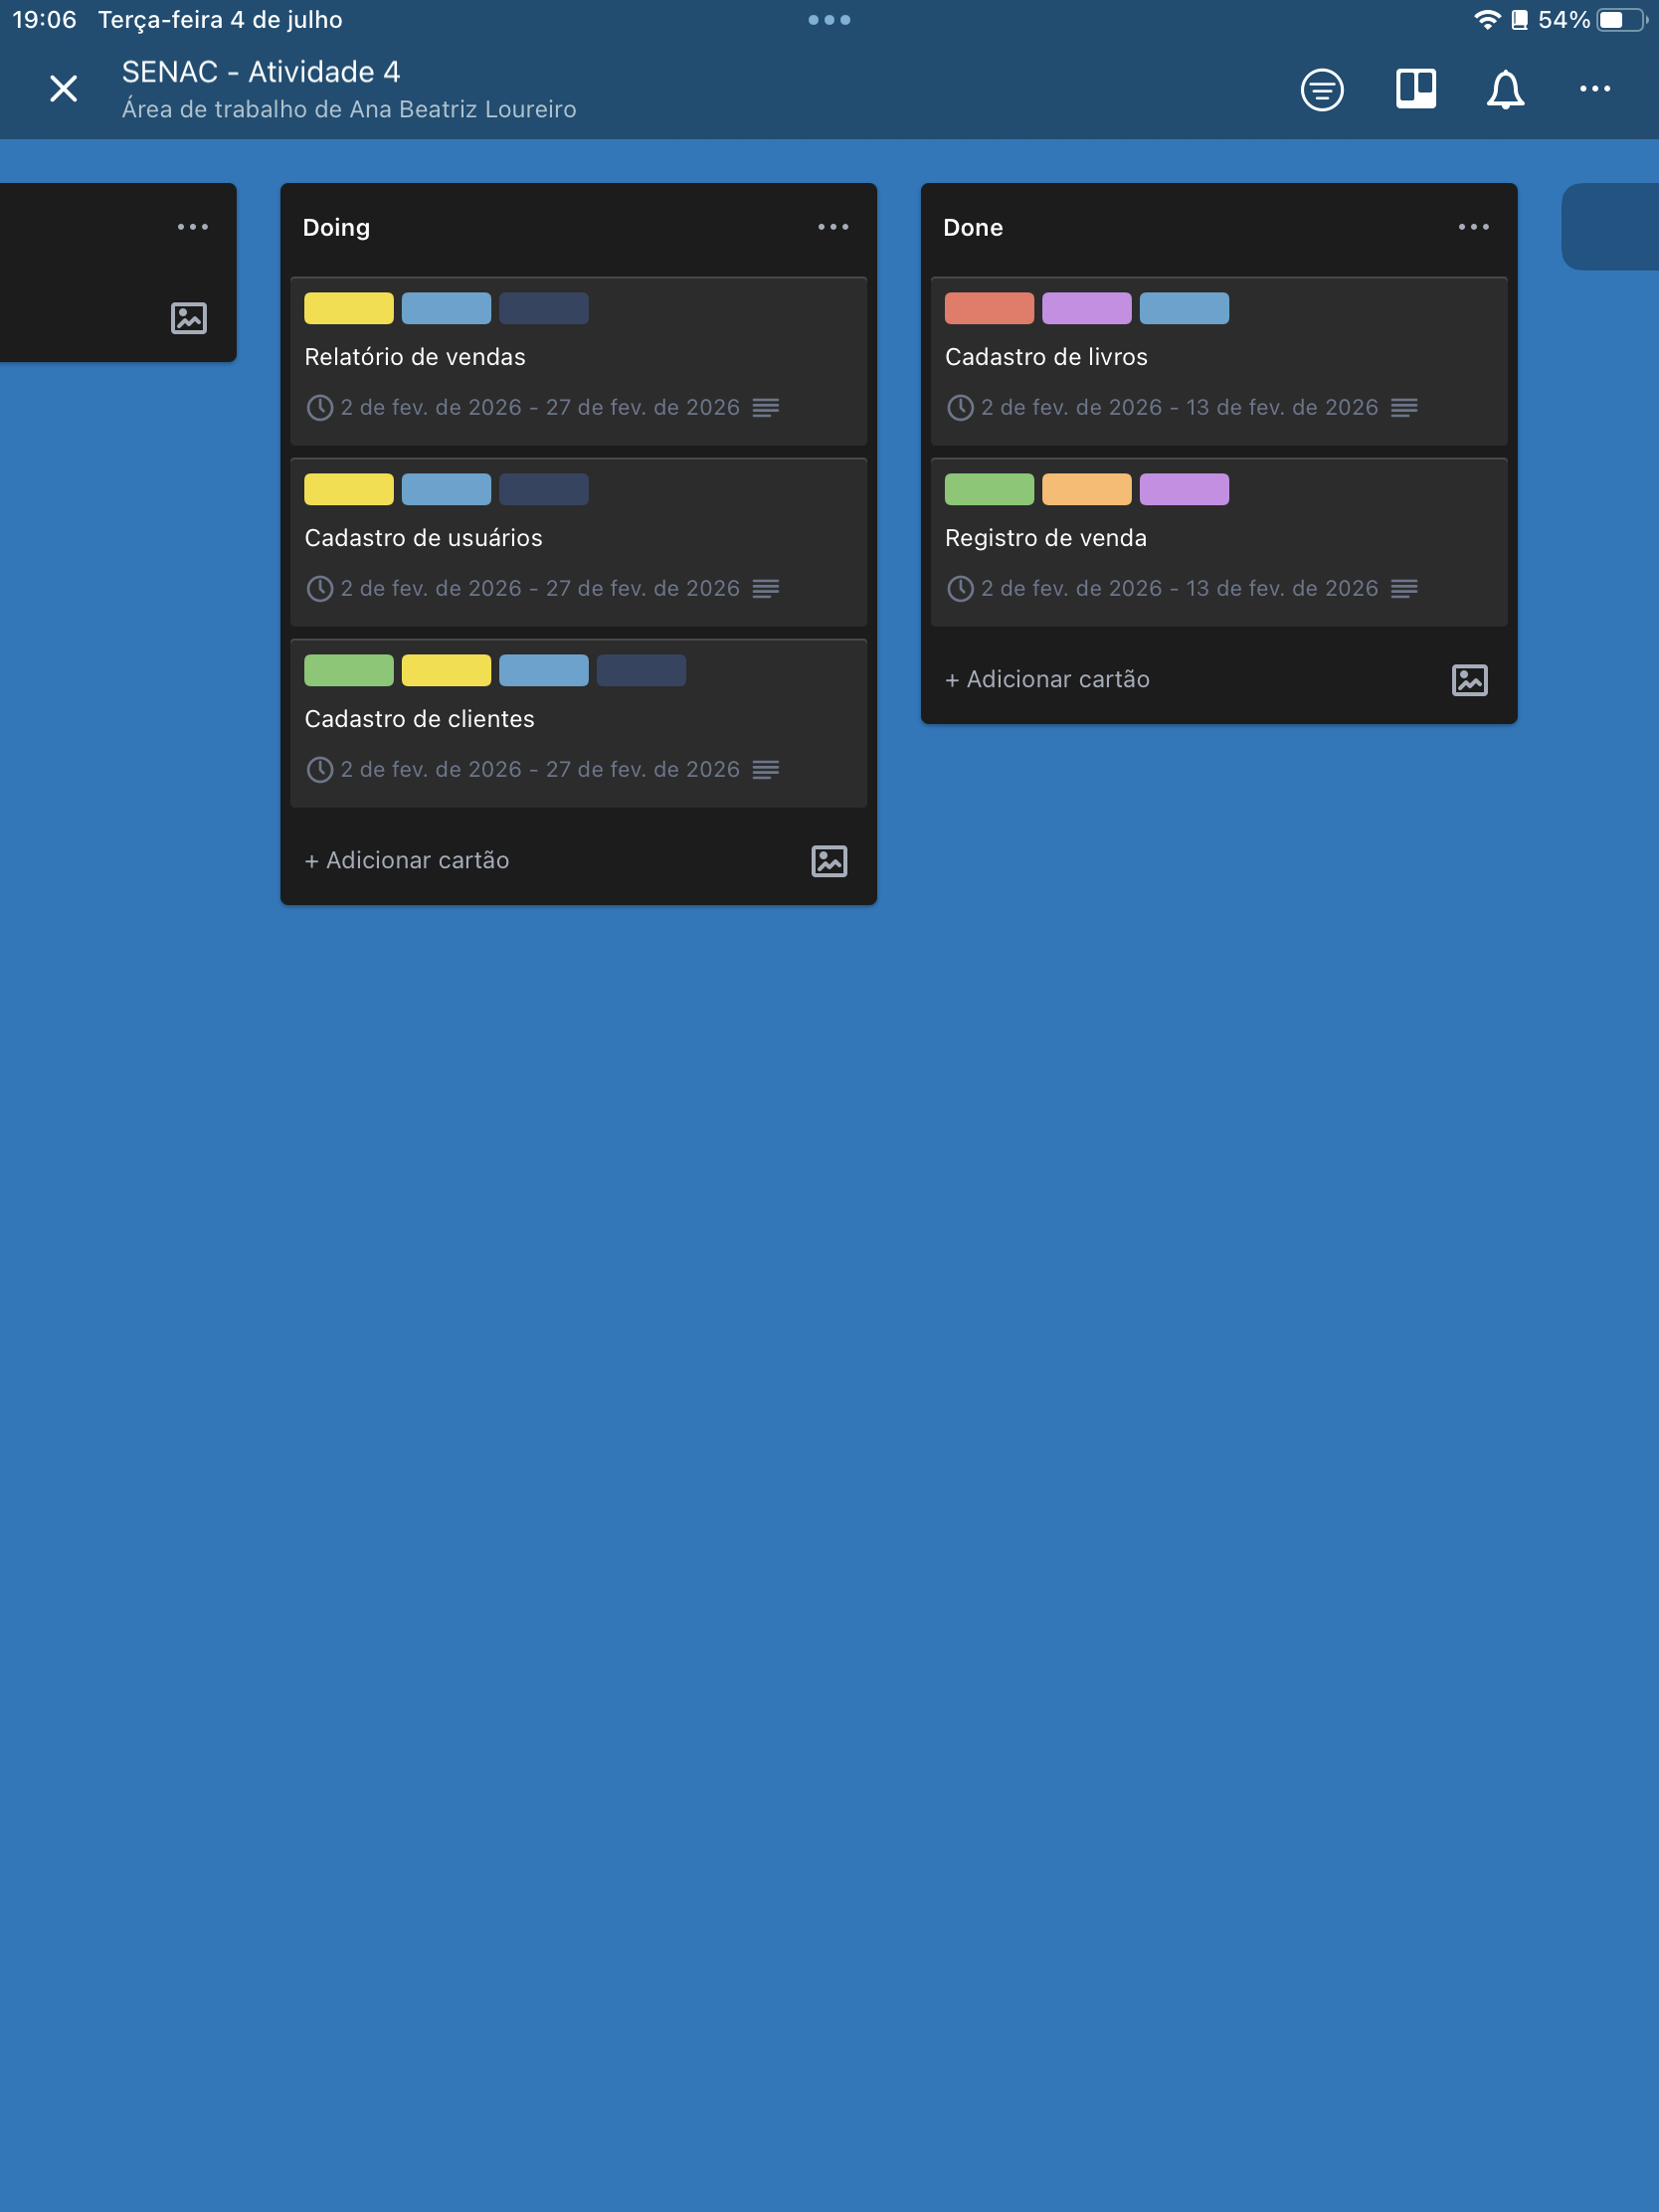 19:06 Terça-feira 4 de julho
54%
SENAC - Atividade 4
Área de trabalho de Ana Beatriz Loureiro
Doing
Relatório de vendas
2 de fev. de 2026 - 27 de fev. de 2026
Cadastro de usuários
2 de fev. de 2026 - 27 de fev. de 2026
Cadastro de clientes
2 de fev. de 2026 - 27 de fev. de 2026
+ Adicionar cartão
Done
Cadastro de livros
2 de fev. de 2026 - 13 de fev. de 2026
Registro de venda
2 de fev. de 2026 - 13 de fev. de 2026
+ Adicionar cartão